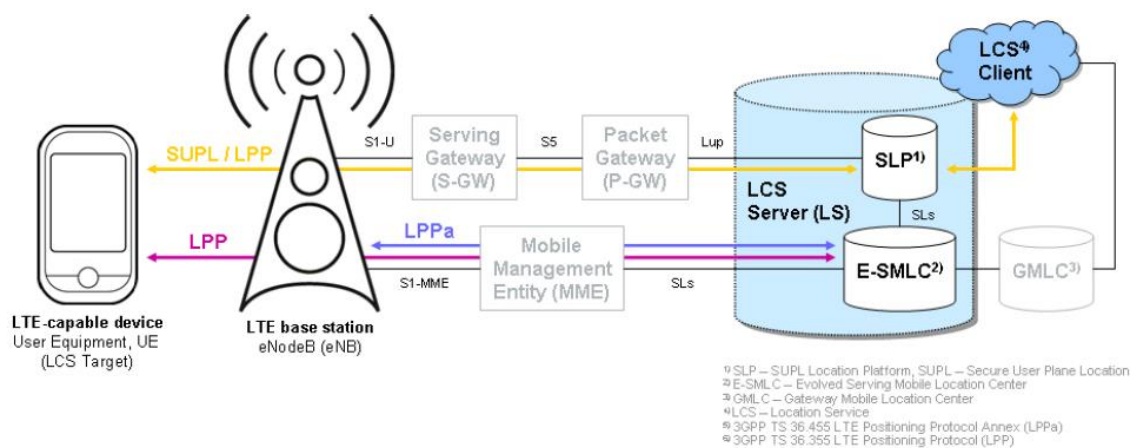 LCS⁴⁾
Client
S1-U
Serving
Gateway
(S-GW)
S5
Packet
Gateway
(P-GW)
Lup
SUPL / LPP
SLP¹⁾
LCS
Server (LS)
SLs
LPP
LPPa
Mobile
Management
Entity (MME)
S1-MME
SLs
E-SMLC²⁾
GMLC³⁾
LTE-capable device
User Equipment, UE
(LCS Target)
LTE base station
eNodeB (eNB)
¹⁾ SLP – SUPL Location Platform, SUPL – Secure User Plane Location
²⁾ E-SMLC – Evolved Serving Mobile Location Center
³⁾ GMLC – Gateway Mobile Location Center
⁴⁾ LCS – Location Service
⁵⁾ 3GPP TS 36.455 LTE Positioning Protocol Annex (LPPa)
⁶⁾ 3GPP TS 36.355 LTE Positioning Protocol (LPP)